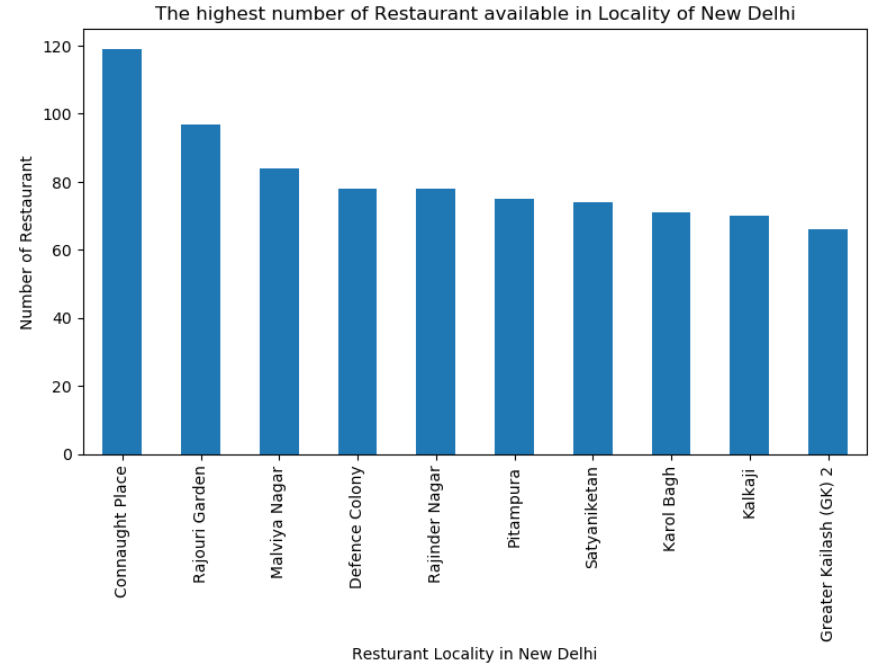 The highest number of Restaurant available in Locality of New Delhi
Number of Restaurant
120
100
80
60
40
20
0
Connaught Place
Rajouri Garden
Malviya Nagar
Defence Colony
Rajinder Nagar
Pitampura
Satyaniketan
Karol Bagh
Kalkaji
Greater Kailash (GK) 2
Resturant Locality in New Delhi